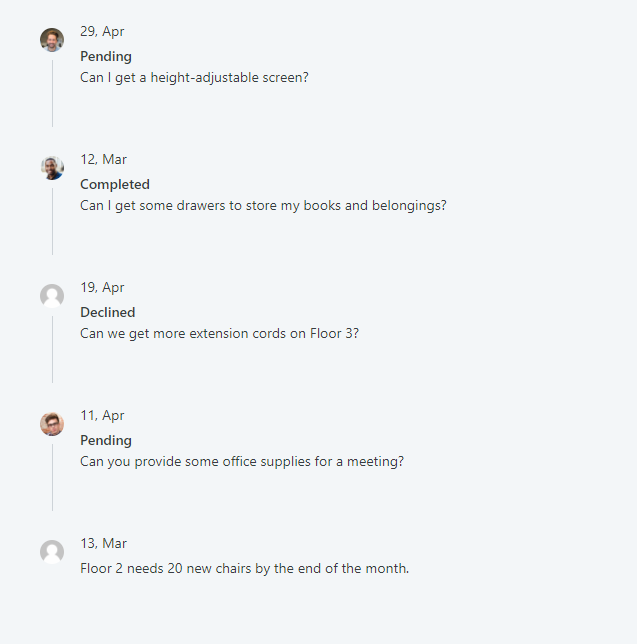 29, Apr
Pending
Can I get a height-adjustable screen?
12, Mar
Completed
Can I get some drawers to store my books and belongings?
19, Apr
Declined
Can we get more extension cords on Floor 3?
11, Apr
Pending
Can you provide some office supplies for a meeting?
13, Mar
Floor 2 needs 20 new chairs by the end of the month.